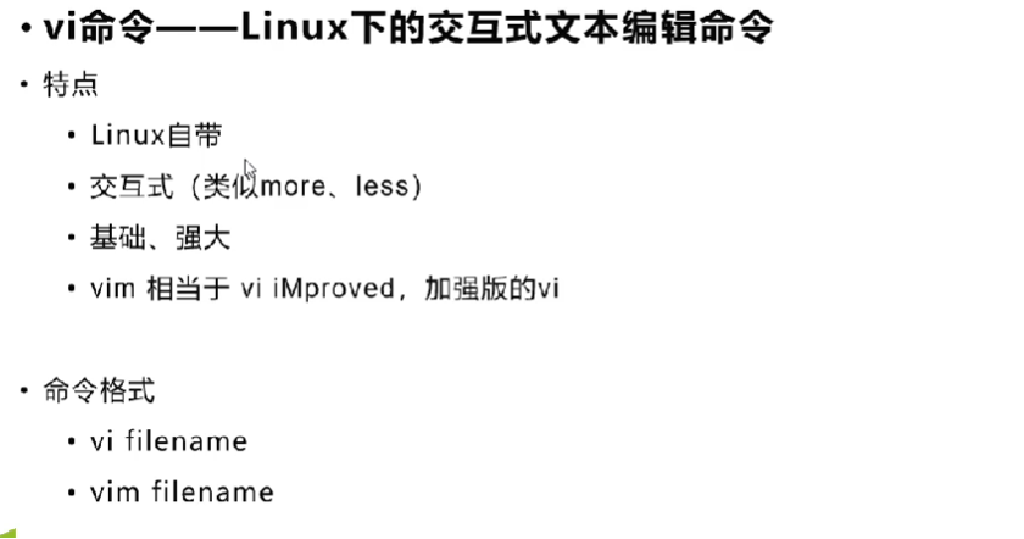 • vi命令——Linux下的交互式文本编辑命令
• 特点
• Linux自带
• 交互式（类似more、less）
• 基础、强大
• vim 相当于 vi iMproved，加强版的vi
• 命令格式
• vi filename
• vim filename